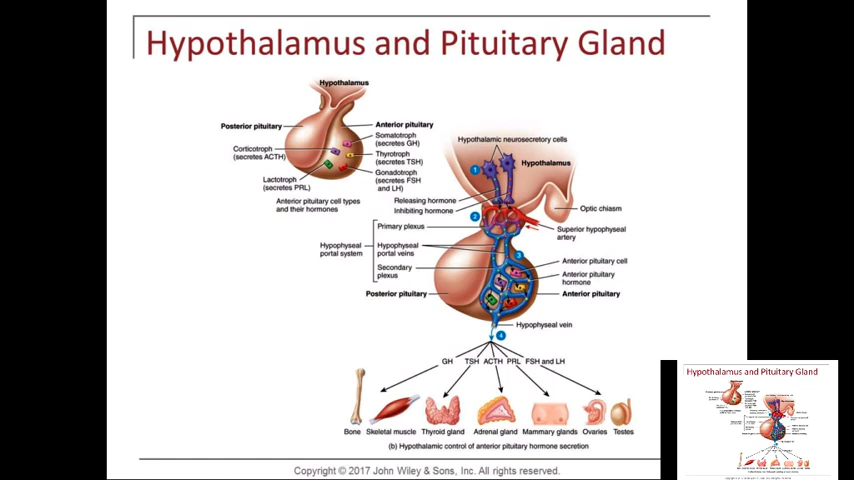 Hypothalamus and Pituitary Gland
Hypothalamus
Posterior pituitary
Anterior pituitary
Somatotroph
(secretes GH)
Corticotroph
(secretes ACTH)
Thyrotroph
(secretes TSH)
Gonadotroph
(secretes FSH
and LH)
Lactotroph
(secretes PRL)
Anterior pituitary cell types
and their hormones
Hypothalamic neurosecretory cells
Hypothalamus
1
Releasing hormone
Inhibiting hormone
2
Optic chiasm
Primary plexus
Superior hypophyseal
artery
Hypophyseal
portal system
Hypophyseal
portal veins
3
Secondary
plexus
Anterior pituitary cell
Anterior pituitary
hormone
Posterior pituitary
Anterior pituitary
Hypophyseal vein
4
GH TSH ACTH PRL FSH and LH
Bone Skeletal muscle Thyroid gland Adrenal gland Mammary glands Ovaries Testes
(b) Hypothalamic control of anterior pituitary hormone secretion
Copyright © 2017 John Wiley & Sons, Inc. All rights reserved.
Hypothalamus and Pituitary Gland